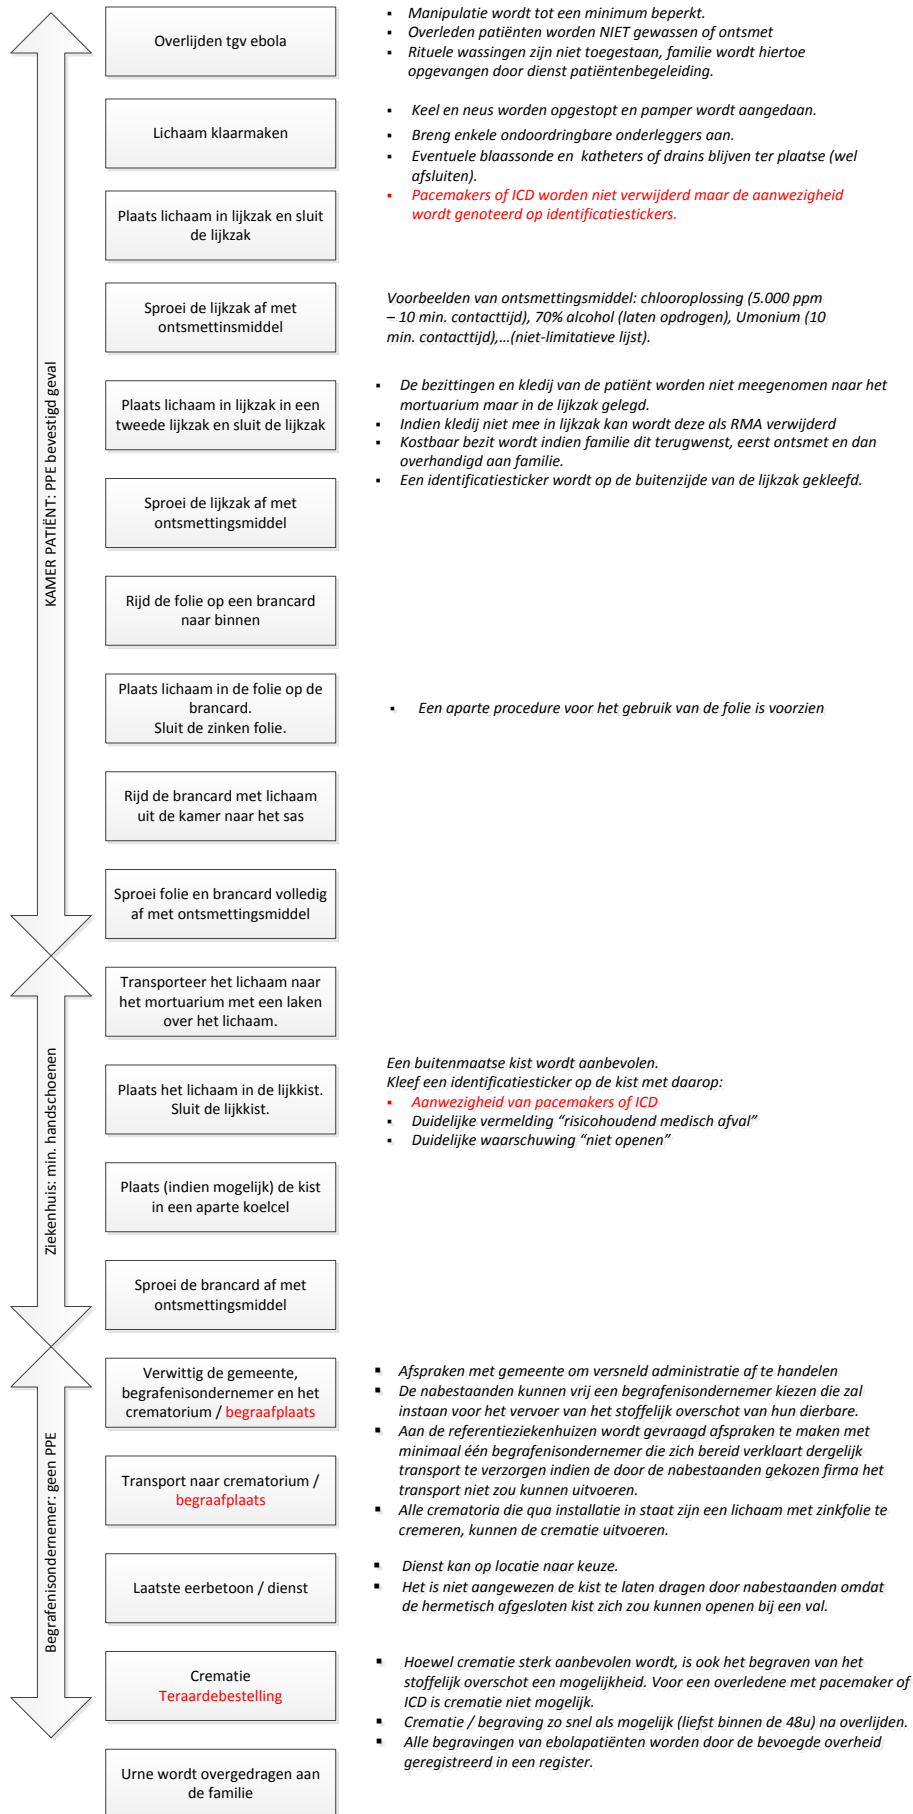 Overlijden tgv ebola
▪ Manipulatie wordt tot een minimum beperkt.
▪ Overleden patiënten worden NIET gewassen of ontsmet
▪ Rituele wassingen zijn niet toegestaan, familie wordt hiertoe
opgevangen door dienst patiëntenbegeleiding.
Lichaam klaarmaken
▪ Keel en neus worden opgestopt en pamper wordt aangedaan.
▪ Breng enkele ondoordringbare onderleggers aan.
▪ Eventuele blaassonde en katheters of drains blijven ter plaatse (wel
afsluiten).
▪ Pacemakers of ICD worden niet verwijderd maar de aanwezigheid
wordt genoteerd op identificatiestickers.
Plaats lichaam in lijkzak en sluit
de lijkzak
Sproei de lijkzak af met
ontsmettinsmiddel
Voorbeelden van ontsmettingsmiddel: chlooroplossing (5.000 ppm
– 10 min. contacttijd), 70% alcohol (laten opdrogen), Umonium (10
min. contacttijd),…(niet-limitatieve lijst).
KAMER PATIËNT: PPE bevestigd geval
Plaats lichaam in lijkzak in een
tweede lijkzak en sluit de lijkzak
▪ De bezittingen en kledij van de patiënt worden niet meegenomen naar het
mortuarium maar in de lijkzak gelegd.
▪ Indien kledij niet mee in lijkzak kan wordt deze als RMA verwijderd
▪ Kostbaar bezit wordt indien familie dit terugwenst, eerst ontsmet en dan
overhandigd aan familie.
▪ Een identificatiesticker wordt op de buitenzijde van de lijkzak gekleefd.
Sproei de lijkzak af met
ontsmettingsmiddel
Rijd de folie op een brancard
naar binnen
Plaats lichaam in de folie op de
brancard.
Sluit de zinken folie.
▪ Een aparte procedure voor het gebruik van de folie is voorzien
Rijd de brancard met lichaam
uit de kamer naar het sas
Sproei folie en brancard volledig
af met ontsmettingsmiddel
Transporteer het lichaam naar
het mortuarium met een laken
over het lichaam.
Ziekenhuis: min. handschoenen
Plaats het lichaam in de lijkkist.
Sluit de lijkkist.
Een buitenmaatse kist wordt aanbevolen.
Kleef een identificatiesticker op de kist met daarop:
▪ Aanwezigheid van pacemakers of ICD
▪ Duidelijke vermelding “risicohoudend medisch afval”
▪ Duidelijke waarschuwing “niet openen”
Plaats (indien mogelijk) de kist
in een aparte koelcel
Sproei de brancard af met
ontsmettingsmiddel
Begrafenisondernemer: geen PPE
Verwittig de gemeente,
begrafenisondernemer en het
crematorium / begraafplaats
▪ Afspraken met gemeente om versneld administratie af te handelen
▪ De nabestaanden kunnen vrij een begrafenisondernemer kiezen die zal
instaan voor het vervoer van het stoffelijk overschot van hun dierbare.
▪ Aan de referentieziekenhuizen wordt gevraagd afspraken te maken met
minimaal één begrafenisondernemer die zich bereid verklaart dergelijk
transport te verzorgen indien de door de nabestaanden gekozen firma het
transport niet zou kunnen uitvoeren.
▪ Alle crematoria die qua installatie in staat zijn een lichaam met zinkfolie te
cremeren, kunnen de crematie uitvoeren.
Transport naar crematorium /
begraafplaats
Laatste eerbetoon / dienst
▪ Dienst kan op locatie naar keuze.
▪ Het is niet aangewezen de kist te laten dragen door nabestaanden omdat
de hermetisch afgesloten kist zich zou kunnen openen bij een val.
Crematie
Teraardebestelling
▪ Hoewel crematie sterk aanbevolen wordt, is ook het begraven van het
stoffelijk overschot een mogelijkheid. Voor een overledene met pacemaker of
ICD is crematie niet mogelijk.
▪ Crematie / begraving zo snel als mogelijk (liefst binnen de 48u) na overlijden.
▪ Alle begravingen van ebolapatiënten worden door de bevoegde overheid
geregistreerd in een register.
Urne wordt overgedragen aan
de familie